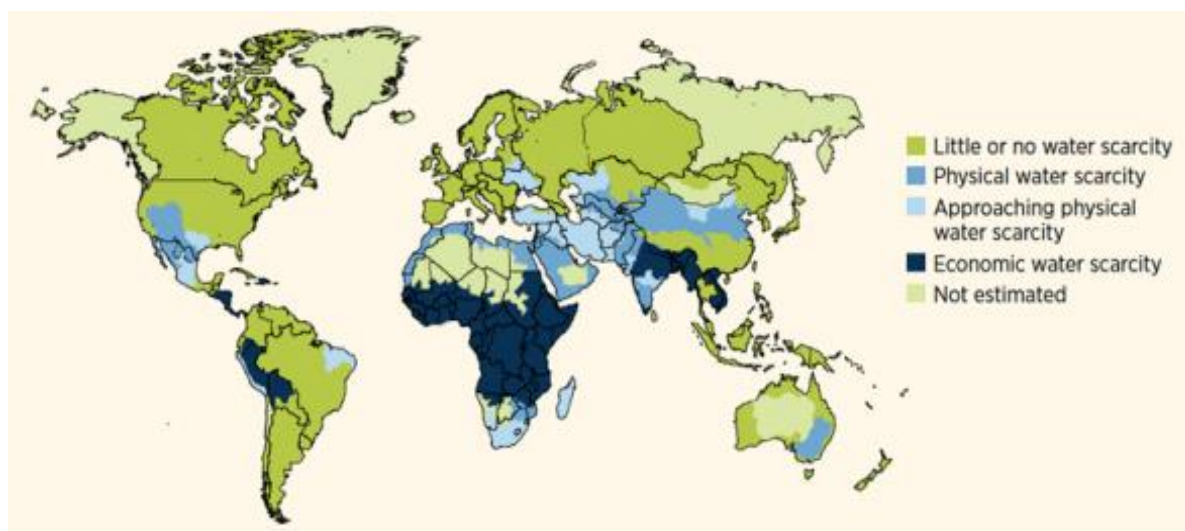 Little or no water scarcity
Physical water scarcity
Approaching physical
water scarcity
Economic water scarcity
Not estimated